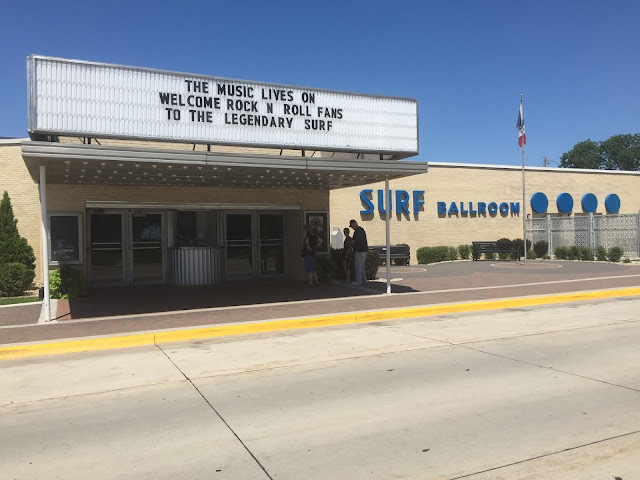 THE MUSIC LIVES ON
WELCOME ROCK N ROLL FANS
TO THE LEGENDARY SURF
SURF BALLROOM